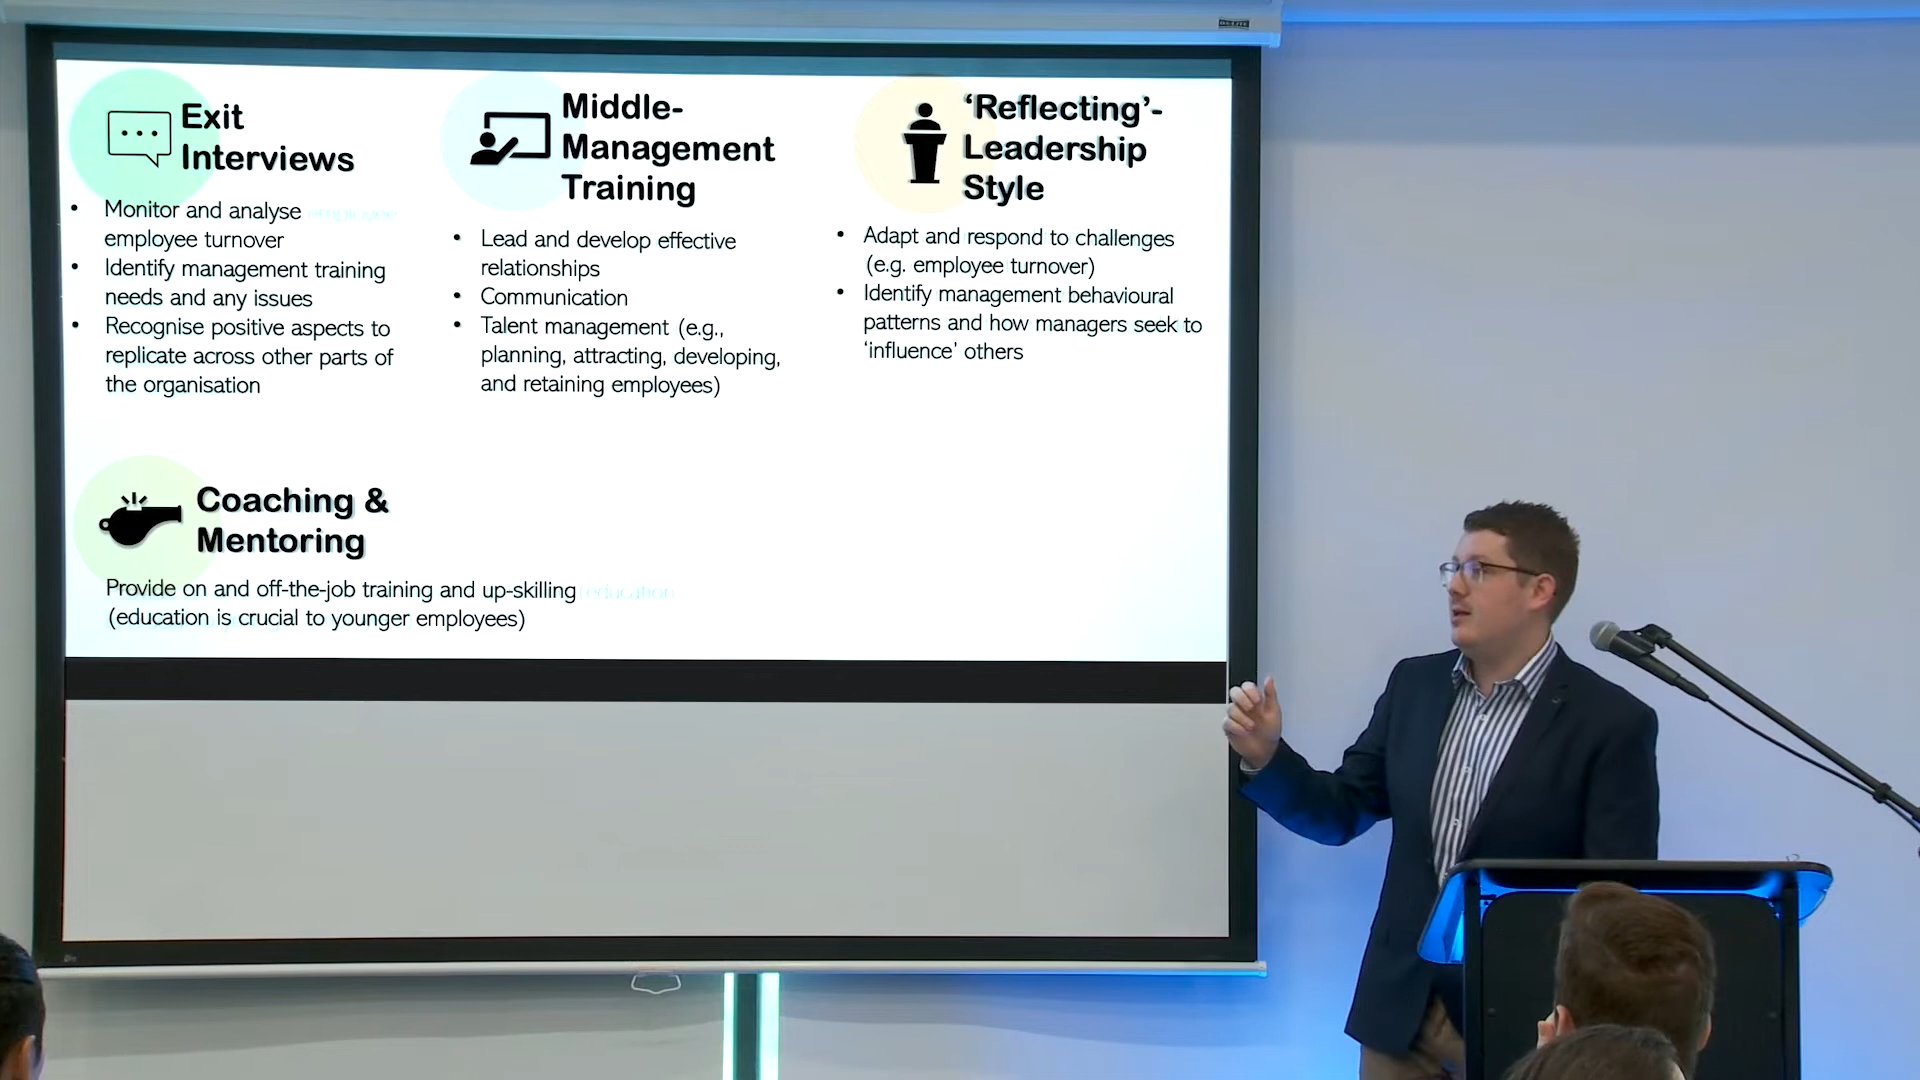 Exit
Interviews
Monitor and analyse employee
employee turnover
Identify management training
needs and any issues
Recognise positive aspects to
replicate across other parts of
the organisation
Middle-
Management
Training
Lead and develop effective
relationships
Communication
Talent management (e.g.,
planning, attracting, developing,
and retaining employees)
‘Reflecting’-
Leadership
Style
Adapt and respond to challenges
(e.g. employee turnover)
Identify management behavioural
patterns and how managers seek to
‘influence’ others
Coaching &
Mentoring
Provide on and off-the-job training and up-skilling (education
(education is crucial to younger employees)